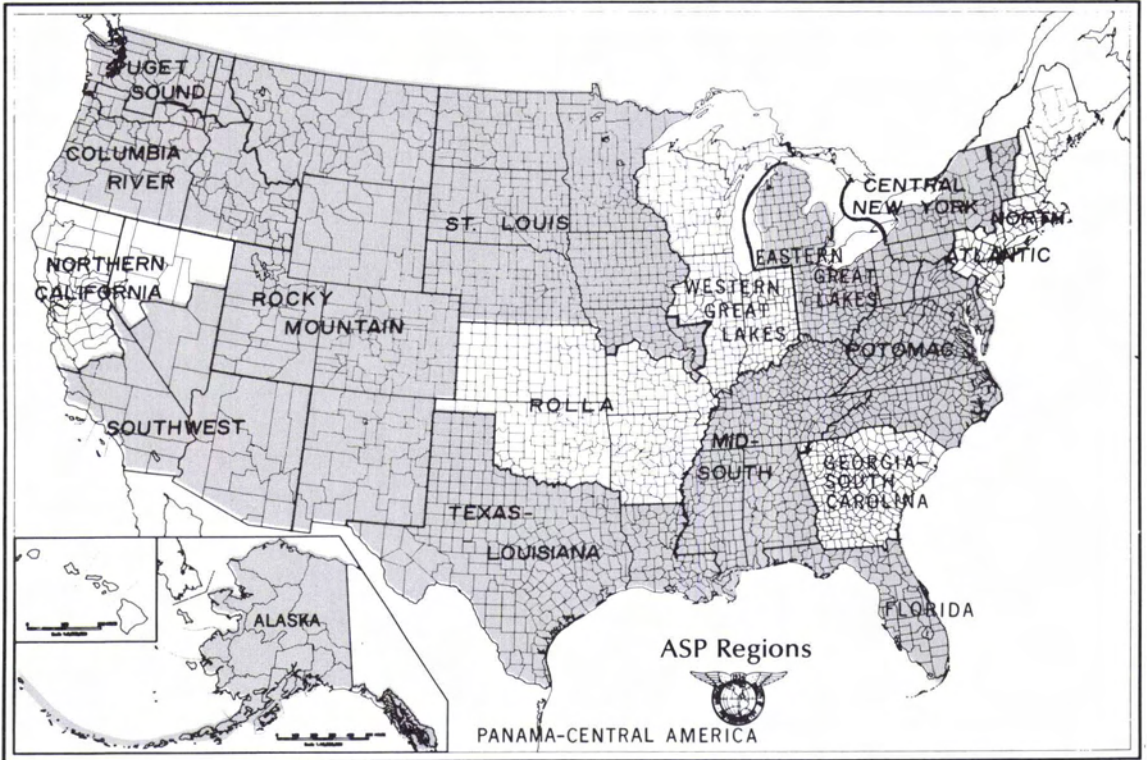 PUGET
SOUND
COLUMBIA
RIVER
NORTHERN
CALIFORNIA
ROCKY
MOUNTAIN
SOUTHWEST
ST. LOUIS
ROLLA
TEXAS-
LOUISIANA
WESTERN
GREAT
LAKES
EASTERN
GREAT
LAKES
CENTRAL
NEW YORK
NORTH
ATLANTIC
POTOMAC
MID-
SOUTH
GEORGIA-
SOUTH
CAROLINA
FLORIDA
ALASKA
ASP Regions
PANAMA-CENTRAL AMERICA